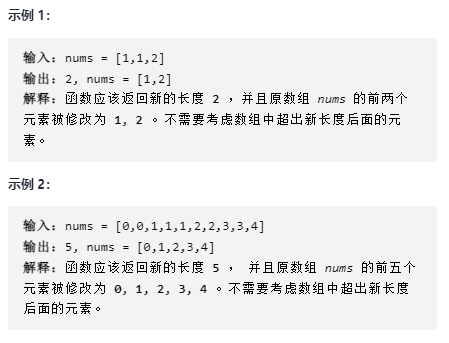 示例 1：
输入：nums = [1,1,2]
输出：2, nums = [1,2]
解释：函数应该返回新的长度 2 ，并且原数组 nums 的前两个
元素被修改为 1, 2 。不需要考虑数组中超出新长度后面的元
素。
示例 2：
输入：nums = [0,0,1,1,1,2,2,3,3,4]
输出：5, nums = [0,1,2,3,4]
解释：函数应该返回新的长度 5 ， 并且原数组 nums 的前五个
元素被修改为 0, 1, 2, 3, 4 。不需要考虑数组中超出新长度
后面的元素。